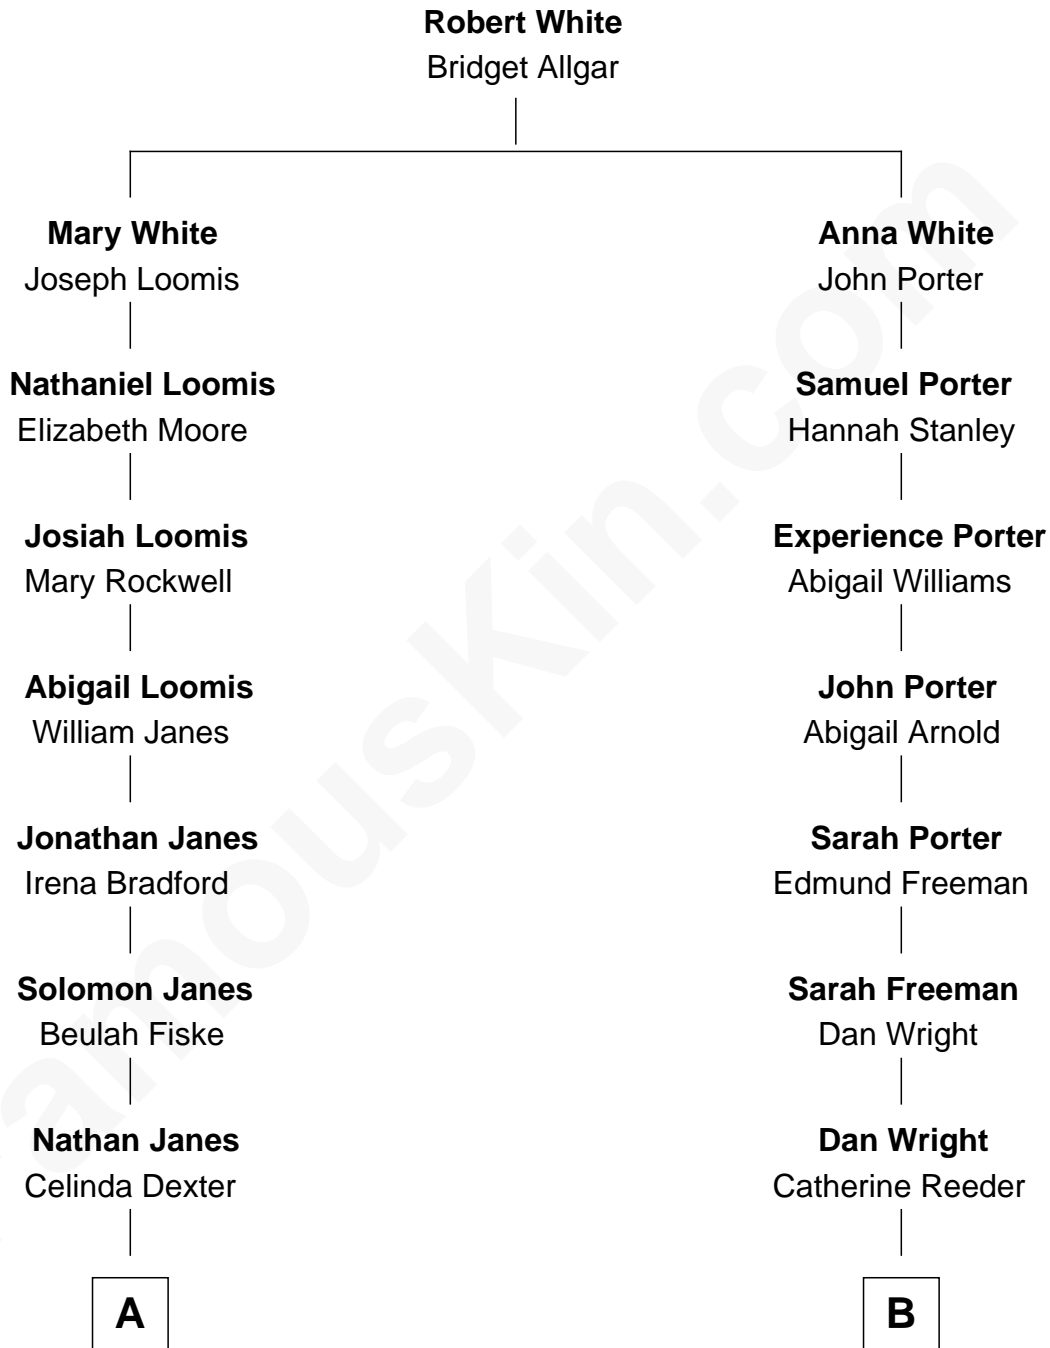 Robert White
Bridget Allgar
Mary White
Joseph Loomis
Anna White
John Porter
Nathaniel Loomis
Elizabeth Moore
Samuel Porter
Hannah Stanley
Josiah Loomis
Mary Rockwell
Experience Porter
Abigail Williams
Abigail Loomis
William Janes
John Porter
Abigail Arnold
Jonathan Janes
Irena Bradford
Sarah Porter
Edmund Freeman
Solomon Janes
Beulah Fiske
Sarah Freeman
Dan Wright
Nathan Janes
Celinda Dexter
Dan Wright
Catherine Reeder
A
B
famouskin.com